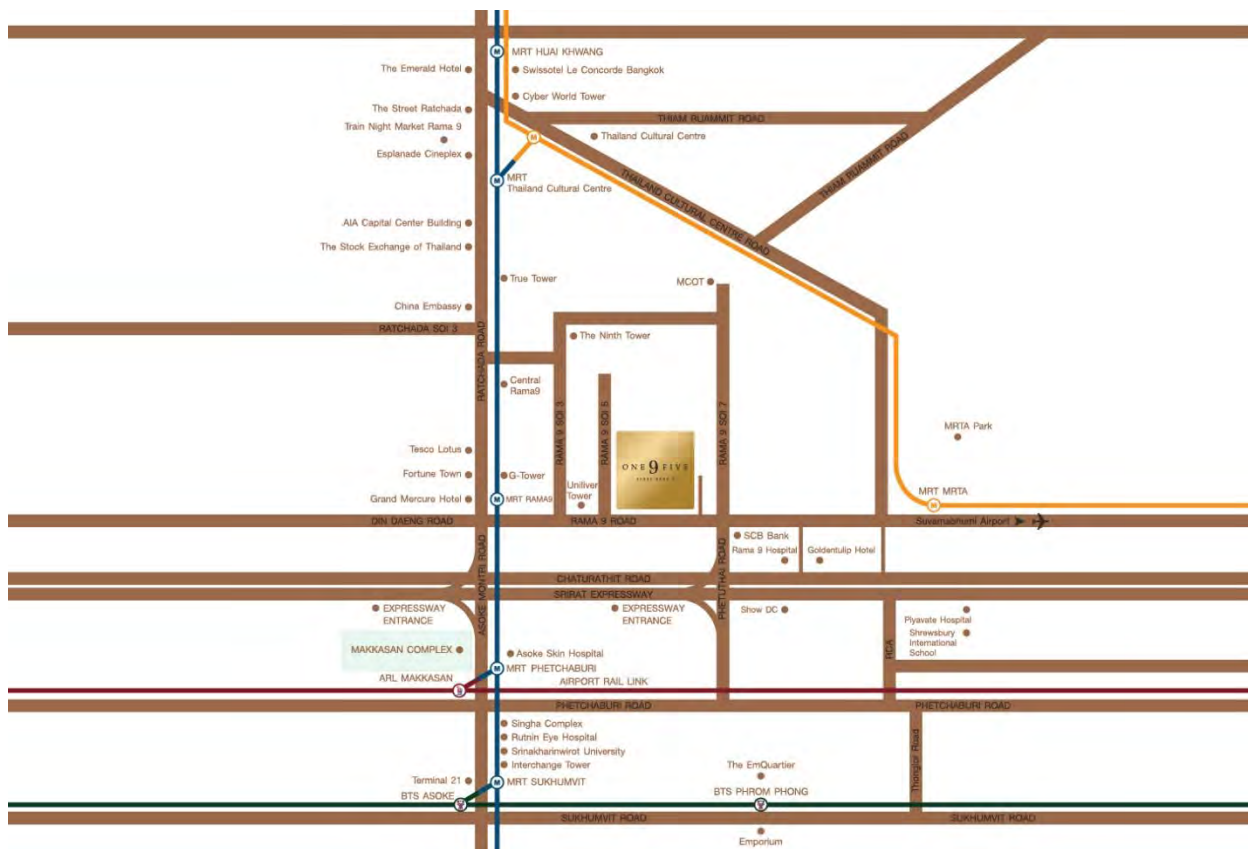 MRT HUAI KHWANG
The Emerald Hotel
Swissotel Le Concorde Bangkok
Cyber World Tower
The Street Ratchada
THIAM RUAMMIT ROAD
Train Night Market Rama 9
Thailand Cultural Centre
Esplanade Cineplex
THIAM RUAMMIT ROAD
MRT
Thailand Cultural Centre
THAILAND CULTURAL CENTRE ROAD
AIA Capital Center Building
The Stock Exchange of Thailand
True Tower
MCOT
China Embassy
RATCHADA SOI 3
The Ninth Tower
RATCHADA ROAD
Central
Rama9
RAMA 9 SOI 3
RAMA 9 SOI 5
RAMA 9 SOI 7
MRTA Park
Tesco Lotus
ONE 9 FIVE
Fortune Town
G-Tower
Uniliver
Tower
MRT MRTA
Grand Mercure Hotel
MRT RAMA9
DIN DAENG ROAD
RAMA 9 ROAD
Suvarnabhumi Airport
SCB Bank
Rama 9 Hospital
Goldentulip Hotel
ASOKE MONTRI ROAD
PHETUTHAI ROAD
CHATURATHIT ROAD
SRIRAT EXPRESSWAY
EXPRESSWAY
ENTRANCE
EXPRESSWAY
ENTRANCE
Show DC
RCA
Piyavate Hospital
Shrewsbury
International
School
MAKKASAN COMPLEX
Asoke Skin Hospital
MRT PHETCHABURI
ARL MAKKASAN
AIRPORT RAIL LINK
PHETCHABURI ROAD
PHETCHABURI ROAD
Singha Complex
Rutnin Eye Hospital
Srinakharinwirot University
Interchange Tower
Thonglor Road
Terminal 21
MRT SUKHUMVIT
The EmQuartier
BTS ASOKE
BTS PHROM PHONG
SUKHUMVIT ROAD
SUKHUMVIT ROAD
Emporium